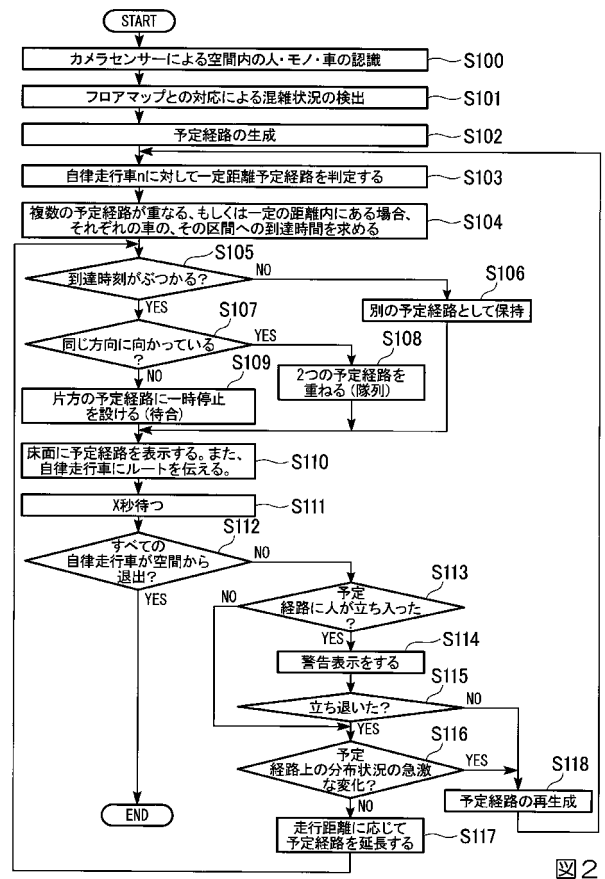 START
カメラセンサーによる空間内の人・モノ・車の認識
S100
フロアマップとの対応による混雑状況の検出
S101
予定経路の生成
S102
自律走行車nに対して一定距離予定経路を判定する
S103
複数の予定経路が重なる、もしくは一定の距離内にある場合、
それぞれの車の、その区間への到達時間を求める
S104
S105
到達時刻がぶつかる?
NO
S106
別の予定経路として保持
YES
S107
同じ方向に向かっている
?
YES
S108
2つの予定経路を
重ねる(隊列)
NO
S109
片方の予定経路に一時停止
を設ける(待合)
床面に予定経路を表示する。また、
自律走行車にルートを伝える。
S110
X秒待つ
S111
S112
すべての
自律走行車が空間から
退出?
NO
YES
S113
予定
経路に人が立ち入った
?
NO
YES
S114
警告表示をする
S115
立ち退いた?
NO
YES
S116
予定
経路上の分布状況の急激
な変化?
YES
S118
予定経路の再生成
NO
END
走行距離に応じて
予定経路を延長する
S117
図2